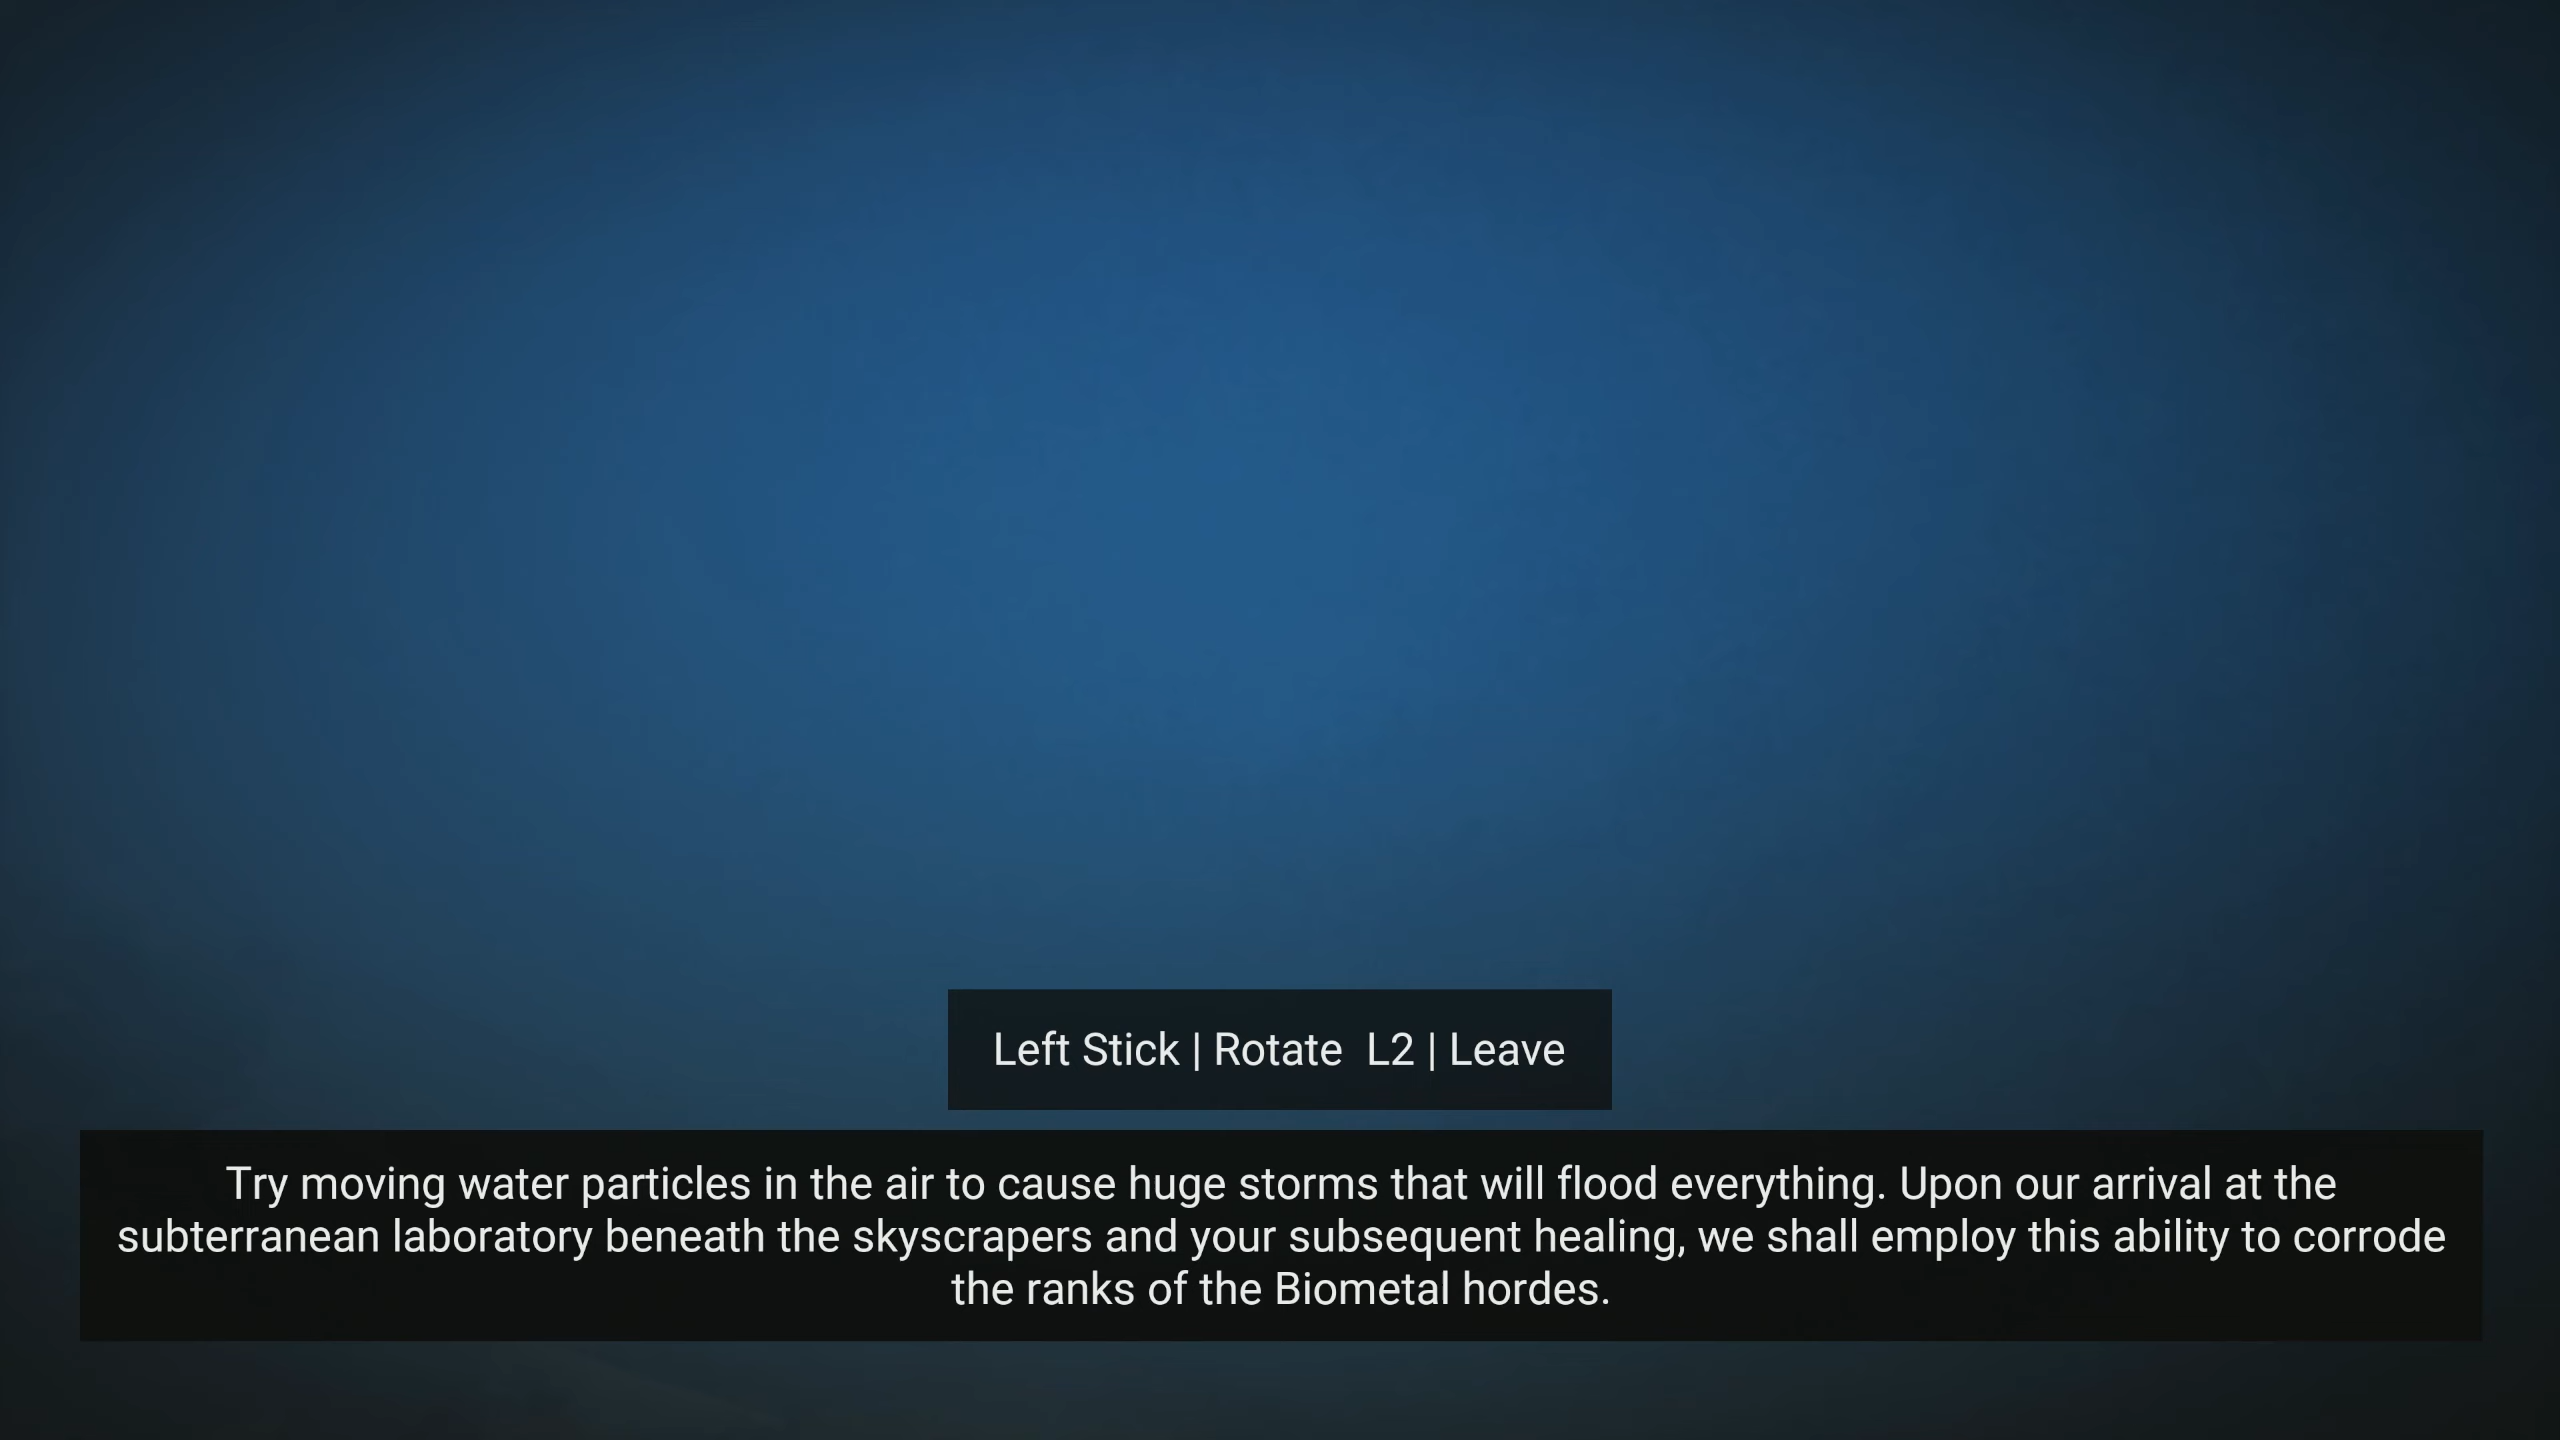 Left Stick | Rotate  L2 | Leave
Try moving water particles in the air to cause huge storms that will flood everything. Upon our arrival at the
subterranean laboratory beneath the skyscrapers and your subsequent healing, we shall employ this ability to corrode
the ranks of the Biometal hordes.